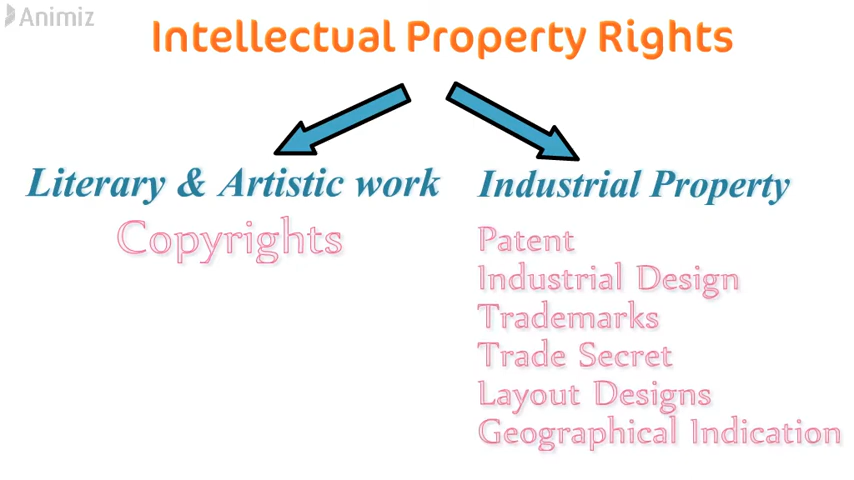 Animiz
Intellectual Property Rights
Literary & Artistic work
Copyrights
Industrial Property
Patent
Industrial Design
Trademarks
Trade Secret
Layout Designs
Geographical Indication